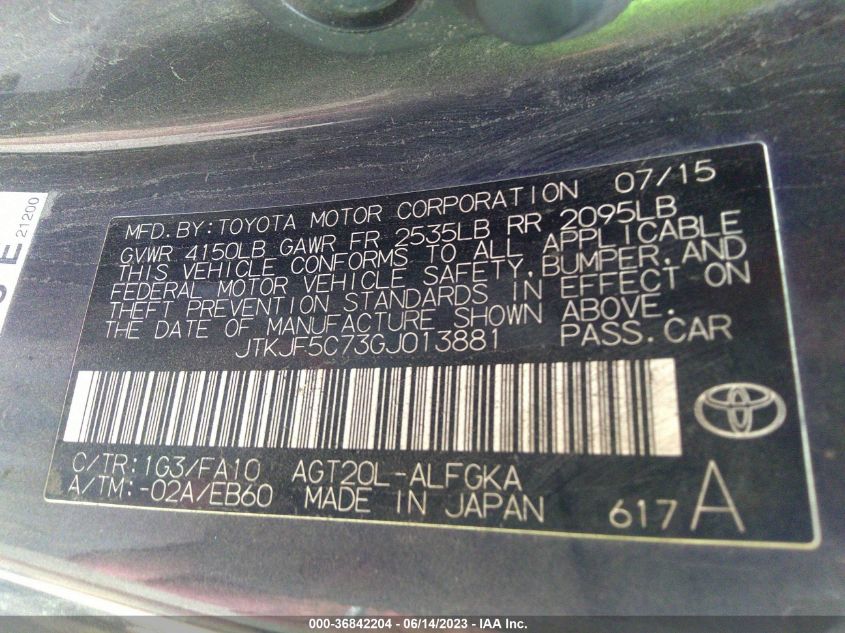 21200
MFD. BY: TOYOTA MOTOR CORPORATION 07/15
GVWR 4150LB GAWR FR 2535LB RR 2095LB
THIS VEHICLE CONFORMS TO ALL APPLICABLE
FEDERAL MOTOR VEHICLE SAFETY, BUMPER, AND
THEFT PREVENTION STANDARDS IN EFFECT ON
THE DATE OF MANUFACTURE SHOWN ABOVE.
JTKJF5C73GJ013881 PASS. CAR
C/TR: 1G3/FA10 AGT20L-ALFGKA
A/TM: -02A/EB60 MADE IN JAPAN 617A
000-36842204 - 06/14/2023 - IAA Inc.